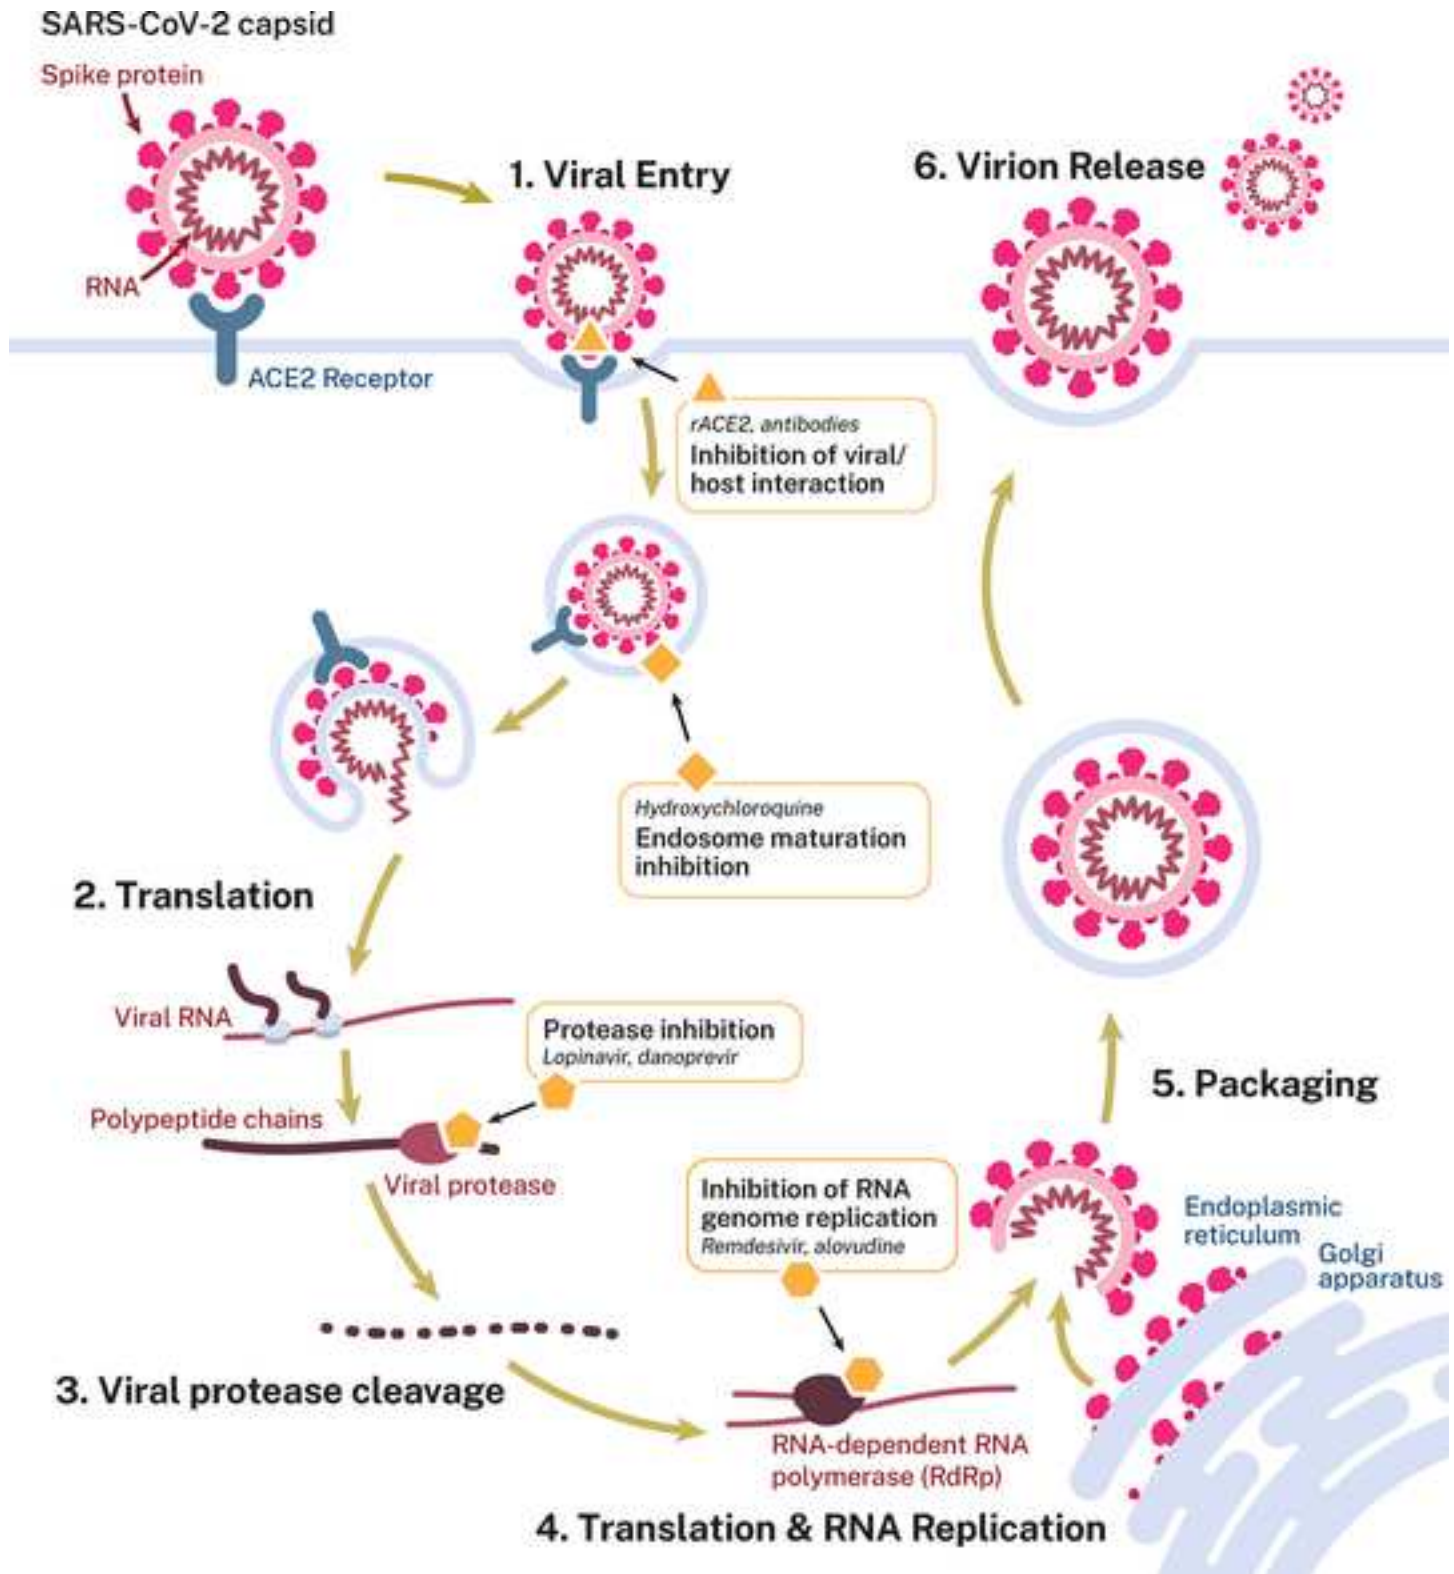 SARS-CoV-2 capsid
Spike protein
RNA
ACE2 Receptor
1. Viral Entry
rACE2, antibodies
Inhibition of viral/
host interaction
Hydroxychloroquine
Endosome maturation
inhibition
2. Translation
Viral RNA
Protease inhibition
Lopinavir, danoprevir
Polypeptide chains
Viral protease
3. Viral protease cleavage
Inhibition of RNA
genome replication
Remdesivir, alovudine
RNA-dependent RNA
polymerase (RdRp)
4. Translation & RNA Replication
5. Packaging
Endoplasmic
reticulum
Golgi
apparatus
6. Virion Release